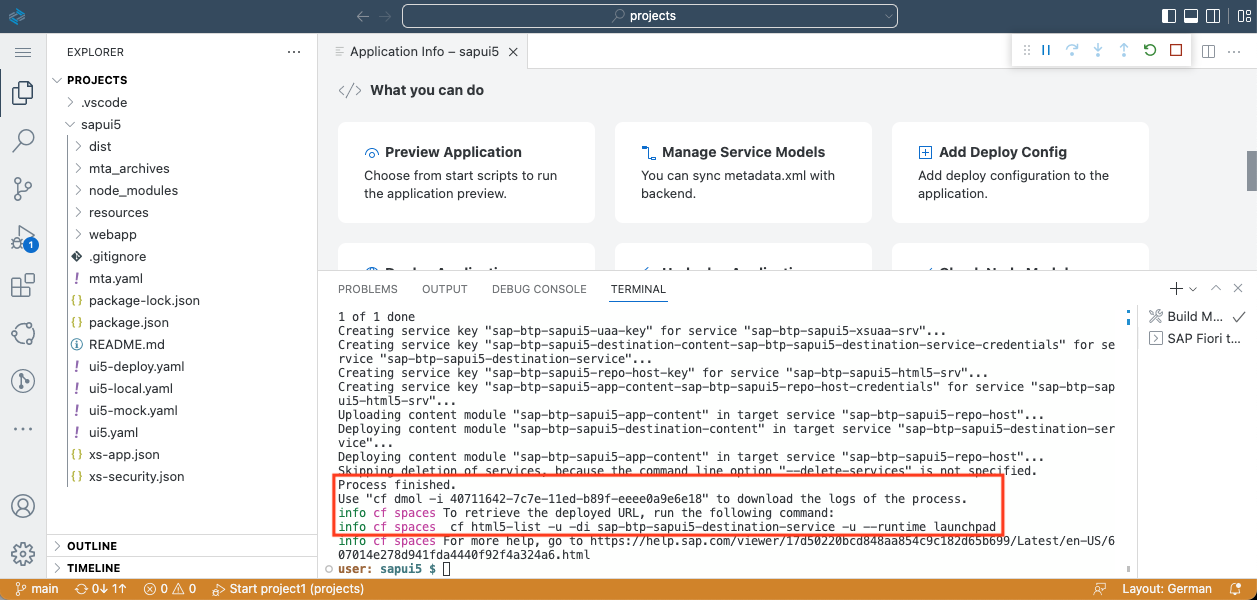 projects
EXPLORER
PROJECTS
.vscode
sapui5
dist
mta_archives
node_modules
resources
webapp
.gitignore
mta.yaml
package-lock.json
package.json
README.md
ui5-deploy.yaml
ui5-local.yaml
ui5-mock.yaml
ui5.yaml
xs-app.json
xs-security.json
OUTLINE
TIMELINE
1
Application Info – sapui5
What you can do
Preview Application
Choose from start scripts to run
the application preview.
Manage Service Models
You can sync metadata.xml with
backend.
Add Deploy Config
Add deploy configuration to the
application.
PROBLEMS OUTPUT DEBUG CONSOLE TERMINAL
1 of 1 done
Creating service key "sap-btp-sapui5-uaa-key" for service "sap-btp-sapui5-xsuaa-srv"...
Creating service key "sap-btp-sapui5-destination-content-sap-btp-sapui5-destination-service-credentials" for se
rvice "sap-btp-sapui5-destination-service"...
Creating service key "sap-btp-sapui5-repo-host-key" for service "sap-btp-sapui5-html5-srv"...
Creating service key "sap-btp-sapui5-app-content-sap-btp-sapui5-repo-host-credentials" for service "sap-btp-sap
ui5-html5-srv"...
Uploading content module "sap-btp-sapui5-app-content" in target service "sap-btp-sapui5-repo-host"...
Deploying content module "sap-btp-sapui5-destination-content" in target service "sap-btp-sapui5-destination-ser
vice"...
Deploying content module "sap-btp-sapui5-app-content" in target service "sap-btp-sapui5-repo-host"...
Skipping deletion of services, because the command line option "--delete-services" is not specified.
Process finished.
Use "cf dmol -i 40711642-7c7e-11ed-b89f-eeee0a9e6e18" to download the logs of the process.
info cf spaces To retrieve the deployed URL, run the following command:
info cf spaces  cf html5-list -u -di sap-btp-sapui5-destination-service -u --runtime launchpad
info cf spaces For more help, go to https://help.sap.com/viewer/17d50220bcd848aa854c9c182d65b699/Latest/en-US/6
07014e278d941fda4440f92f4a324a6.html
user: sapui5 $
Build M...
SAP Fiori t...
main 0↓ 1↑ 0 0 Start project1 (projects)
Layout: German